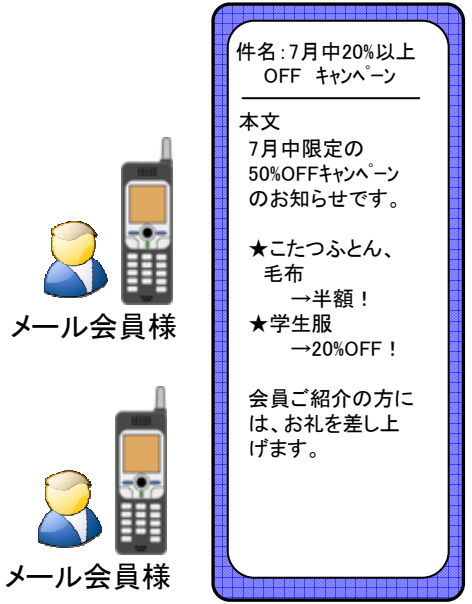 件名:7月中20%以上
OFF キャンペーン
本文
7月中限定の
50%OFFキャンペーン
のお知らせです。
★こたつふとん、
毛布
→半額!
★学生服
→20%OFF!
会員ご紹介の方に
は、お礼を差し上
げます。
メール会員様
メール会員様